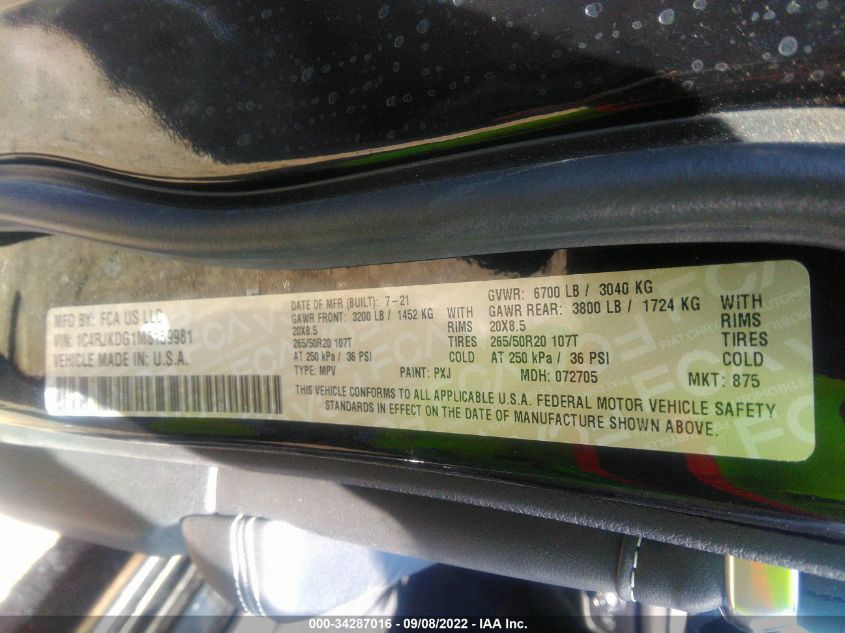 MFD BY: FCA US LLC
VIN: 1C4RJKDG1M8159981
VEHICLE MADE IN U.S.A.
DATE OF MFR (BUILT): 7-21
GAWR FRONT: 3200 LB / 1452 KG WITH
20X8.5 RIMS
265/50R20 107T TIRES
AT 250 kPa / 36 PSI COLD
TYPE: MPV PAINT: PXJ
GVWR: 6700 LB / 3040 KG
GAWR REAR: 3800 LB / 1724 KG WITH
20X8.5 RIMS
265/50R20 107T TIRES
AT 250 kPa / 36 PSI COLD
MDH: 072705 MKT: 875
THIS VEHICLE CONFORMS TO ALL APPLICABLE U.S.A. FEDERAL MOTOR VEHICLE SAFETY
STANDARDS IN EFFECT ON THE DATE OF MANUFACTURE SHOWN ABOVE.
000-34287016 - 09/08/2022 - IAA Inc.